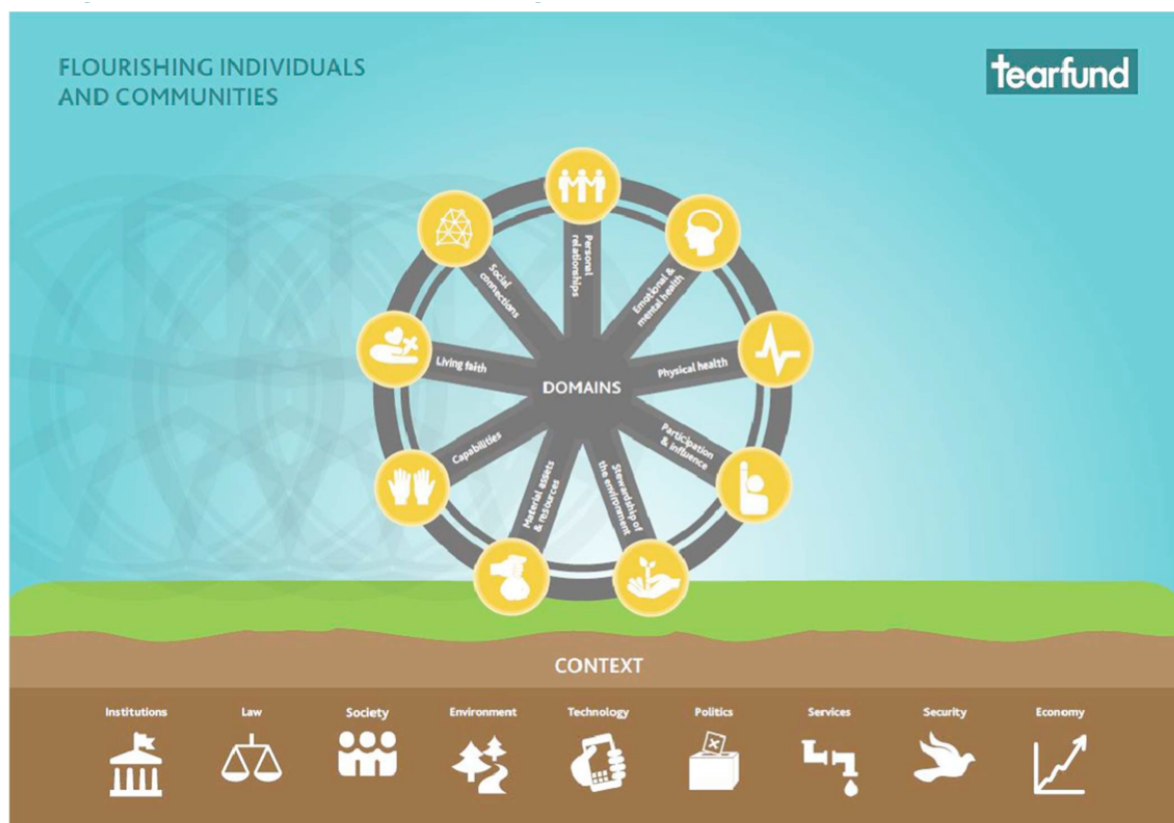 FLOURISHING INDIVIDUALS
AND COMMUNITIES
tearfund
Personal
relationships
Emotional &
mental health
Physical health
Participation
& influence
Stewardship of
the environment
Material assets
& resources
Capabilities
Living faith
Social
connections
DOMAINS
CONTEXT
Institutions
Law
Society
Environment
Technology
Politics
Services
Security
Economy